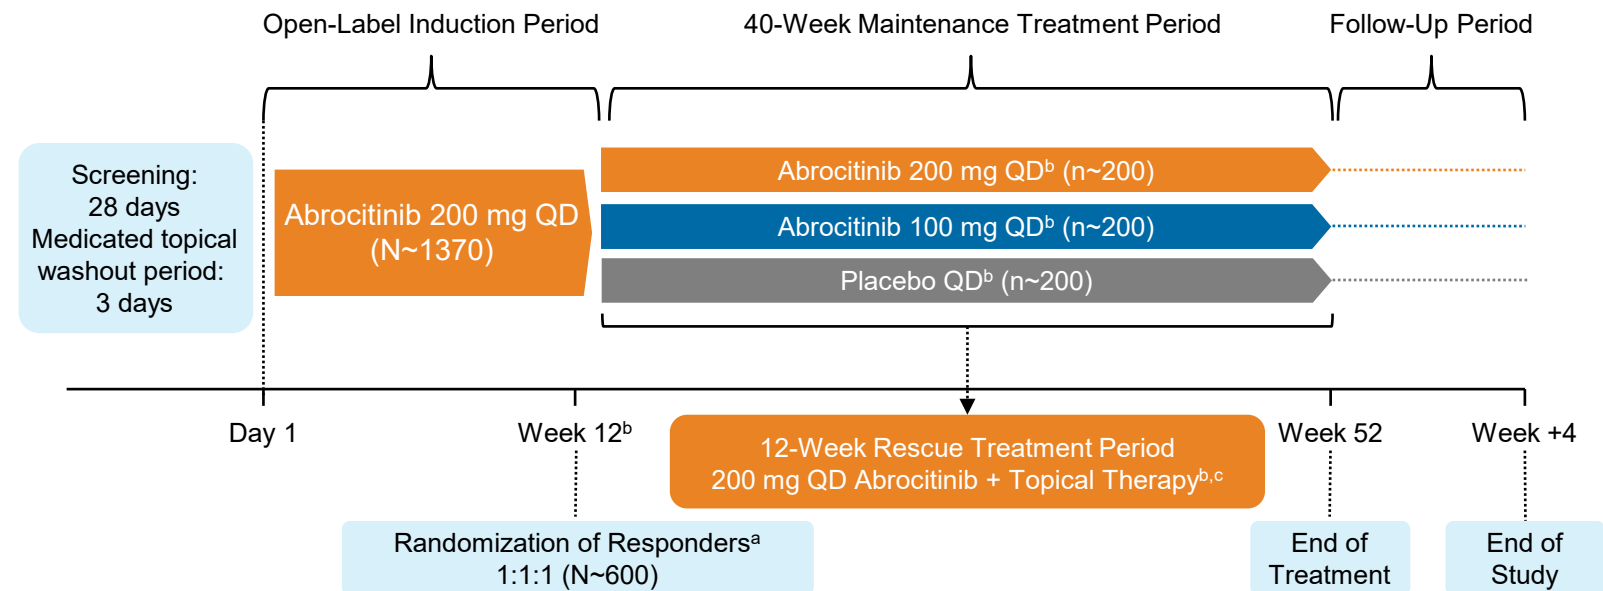 Open-Label Induction Period
40-Week Maintenance Treatment Period
Follow-Up Period
Screening:
28 days
Medicated topical
washout period:
3 days
Abrocitinib 200 mg QD
(N~1370)
Abrocitinib 200 mg QDᵇ (n~200)
Abrocitinib 100 mg QDᵇ (n~200)
Placebo QDᵇ (n~200)
Day 1
Week 12ᵇ
12-Week Rescue Treatment Period
200 mg QD Abrocitinib + Topical Therapyᵇ,ᶜ
Week 52
Week +4
Randomization of Respondersᵃ
1:1:1 (N~600)
End of
Treatment
End of
Study